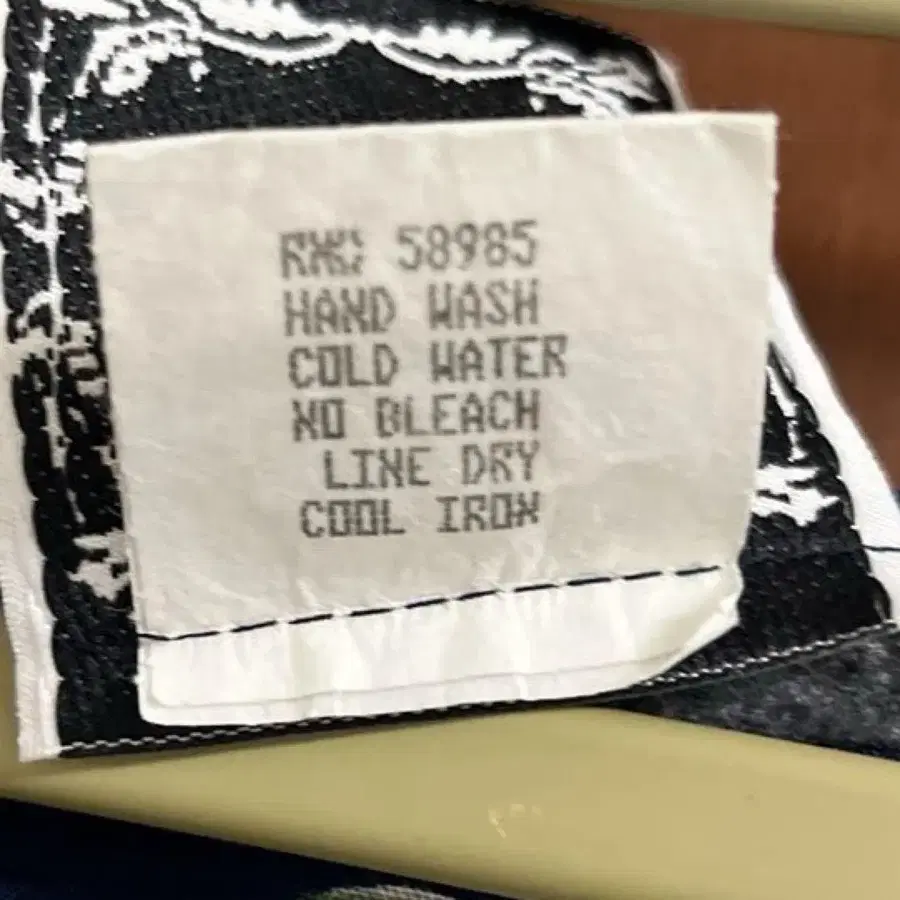 RN: 58985
HAND WASH
COLD WATER
NO BLEACH
LINE DRY
COOL IRON